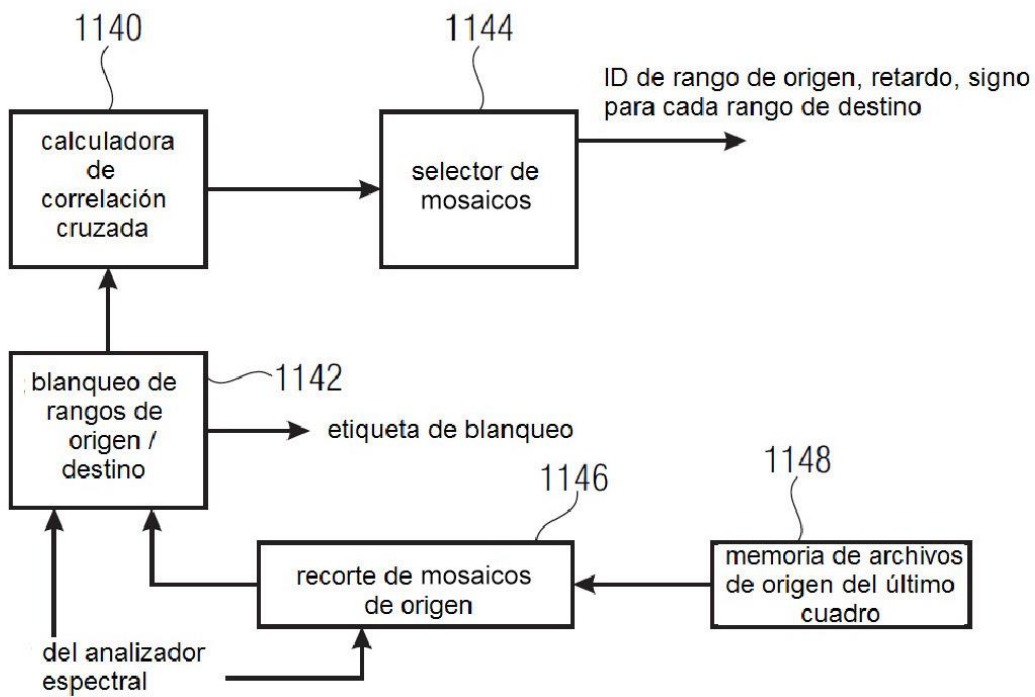 1140
1144
ID de rango de origen, retardo, signo
para cada rango de destino
calculadora
de
correlación
cruzada
selector de
mosaicos
blanqueo de
rangos de
origen /
destino
1142
etiqueta de blanqueo
1146
1148
recorte de mosaicos
de origen
memoria de archivos
de origen del último
cuadro
del analizador
espectral